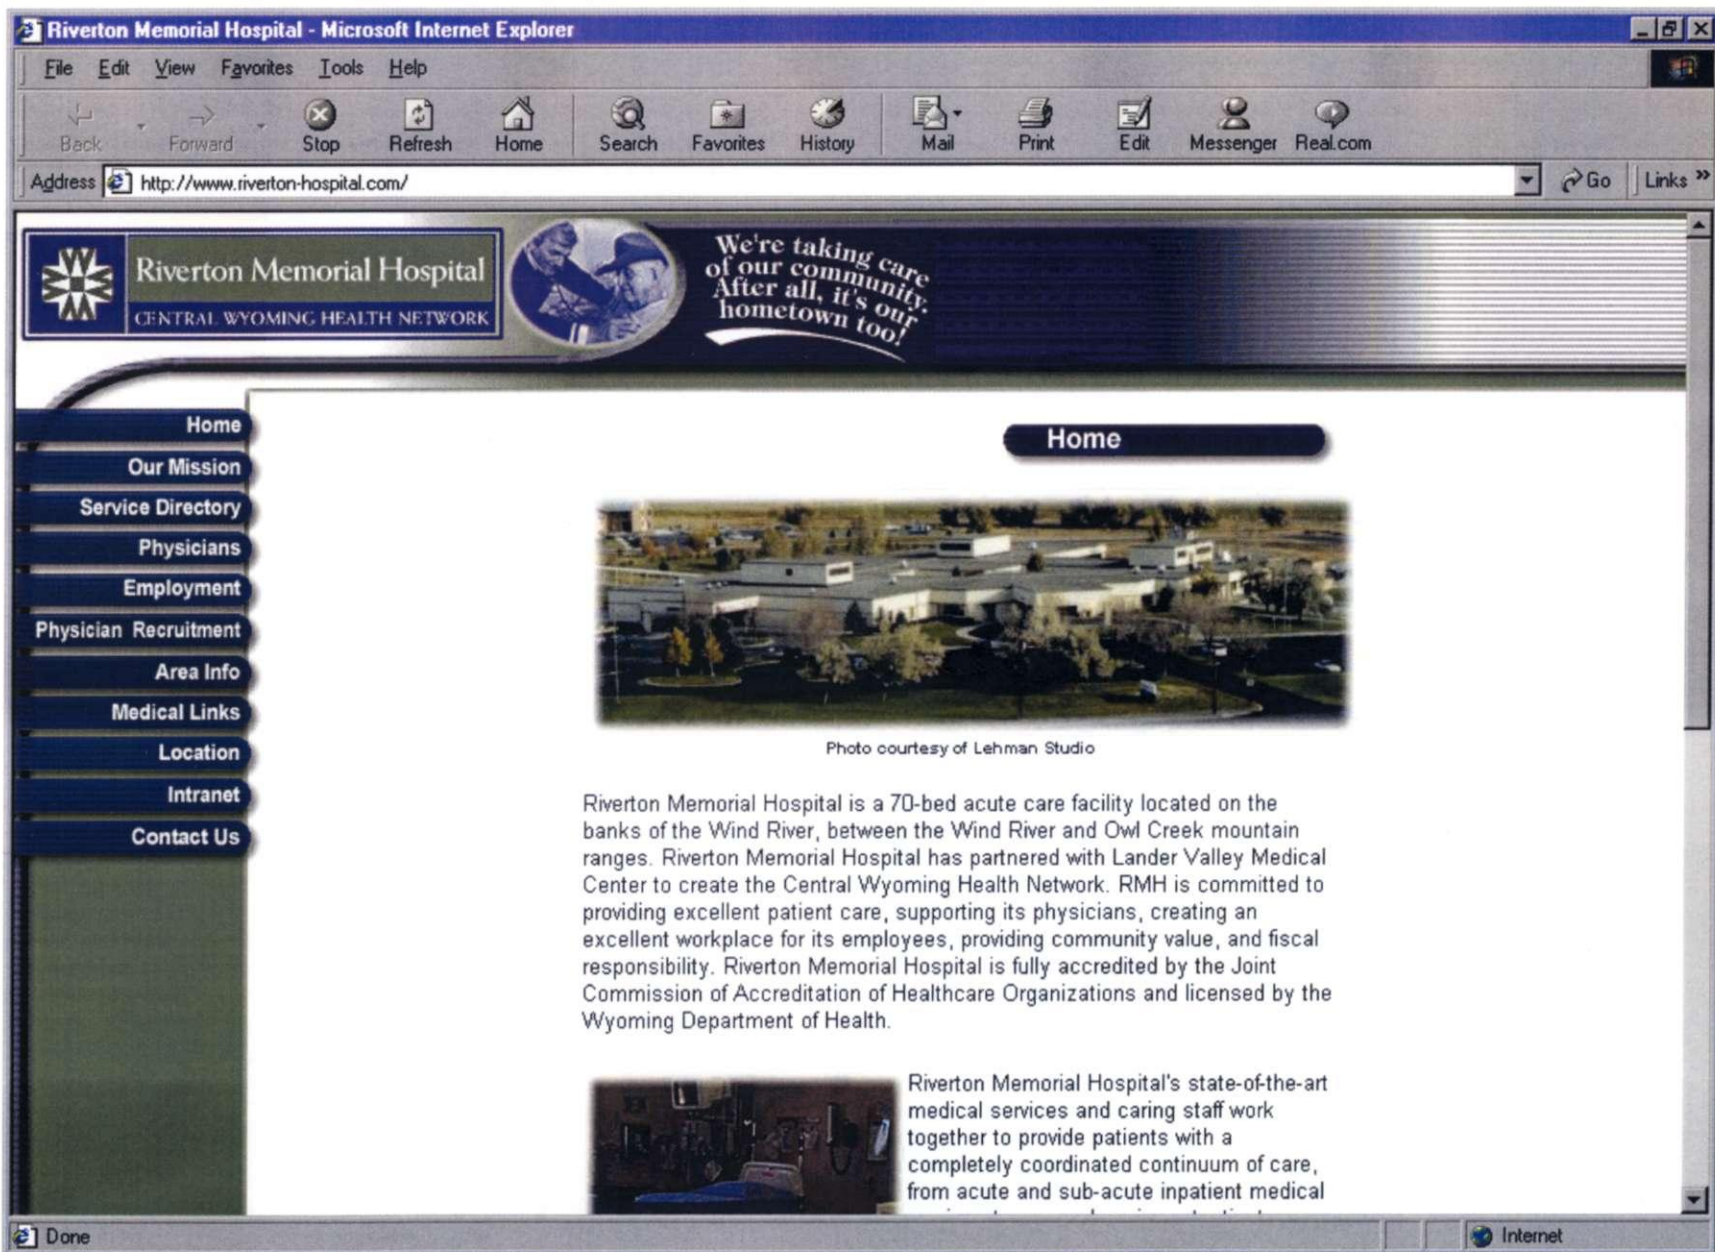 Riverton Memorial Hospital - Microsoft Internet Explorer
File Edit View Favorites Tools Help
Back Forward Stop Refresh Home Search Favorites History Mail Print Edit Messenger Real.com
Address http://www.riverton-hospital.com/ Go Links »
Riverton Memorial Hospital
CENTRAL WYOMING HEALTH NETWORK
We're taking care
of our community.
After all, it's our
hometown too!
Home
Our Mission
Service Directory
Physicians
Employment
Physician Recruitment
Area Info
Medical Links
Location
Intranet
Contact Us
Home
Photo courtesy of Lehman Studio
Riverton Memorial Hospital is a 70-bed acute care facility located on the
banks of the Wind River, between the Wind River and Owl Creek mountain
ranges. Riverton Memorial Hospital has partnered with Lander Valley Medical
Center to create the Central Wyoming Health Network. RMH is committed to
providing excellent patient care, supporting its physicians, creating an
excellent workplace for its employees, providing community value, and fiscal
responsibility. Riverton Memorial Hospital is fully accredited by the Joint
Commission of Accreditation of Healthcare Organizations and licensed by the
Wyoming Department of Health.
Riverton Memorial Hospital's state-of-the-art
medical services and caring staff work
together to provide patients with a
completely coordinated continuum of care,
from acute and sub-acute inpatient medical
Done
Internet